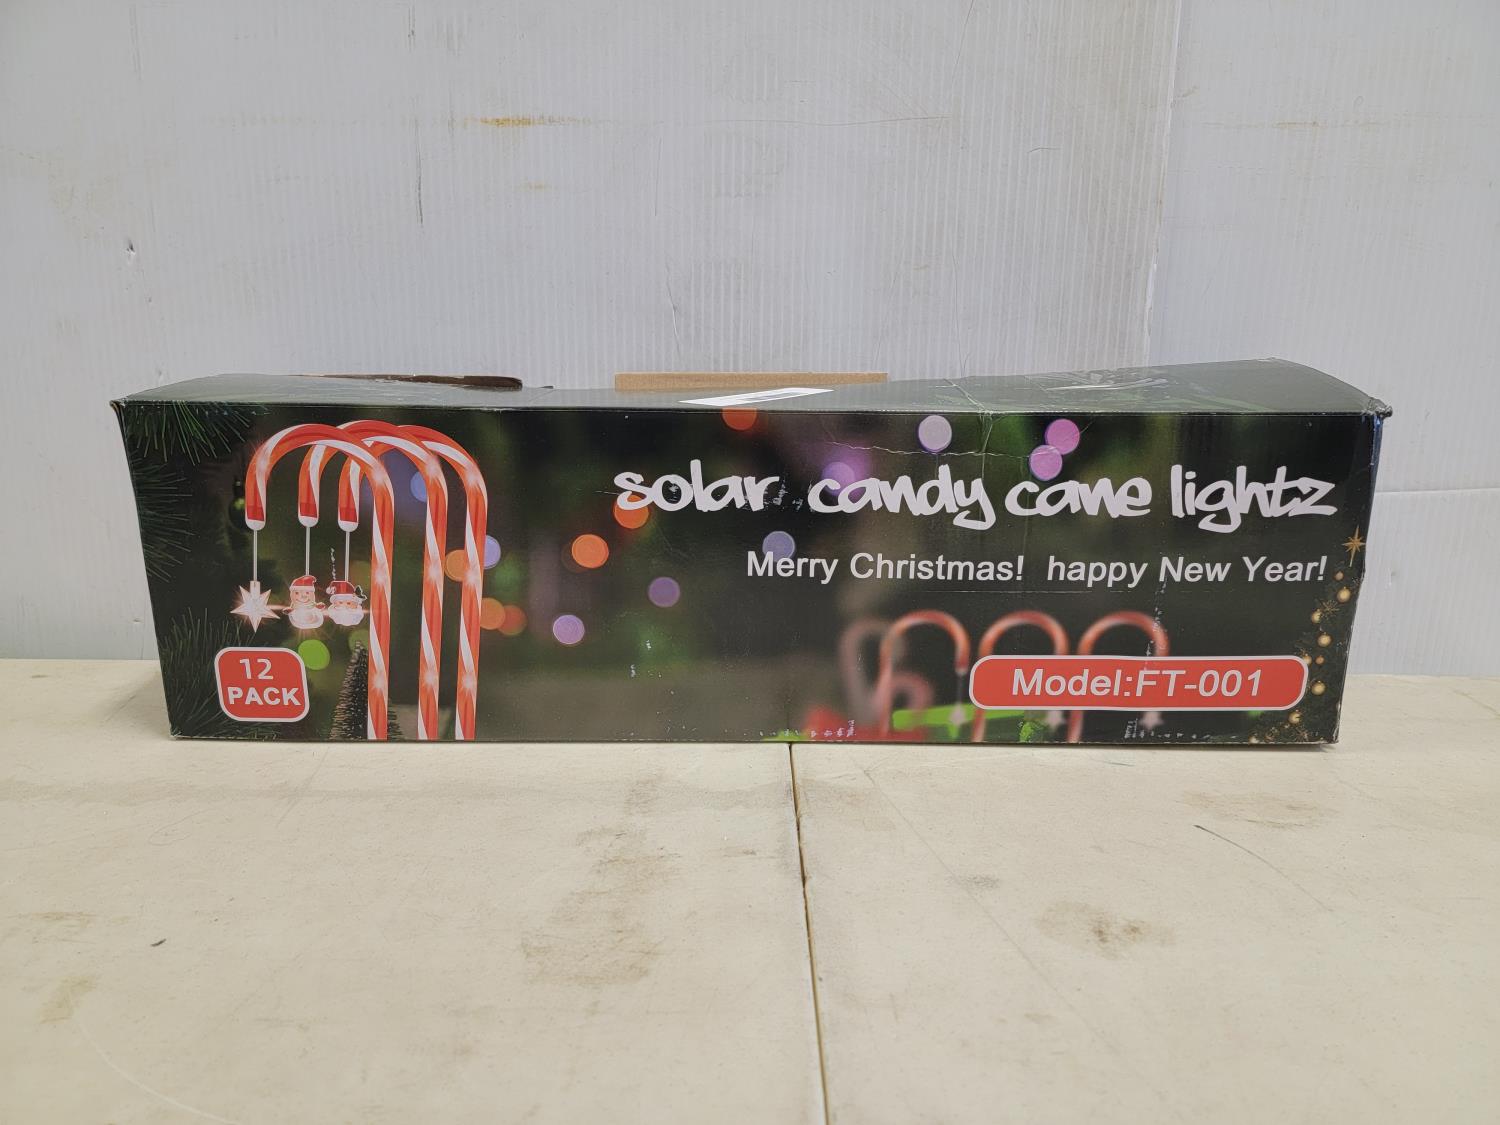 solar candy cane lightz
Merry Christmas! happy New Year!
12
PACK
Model:FT-001